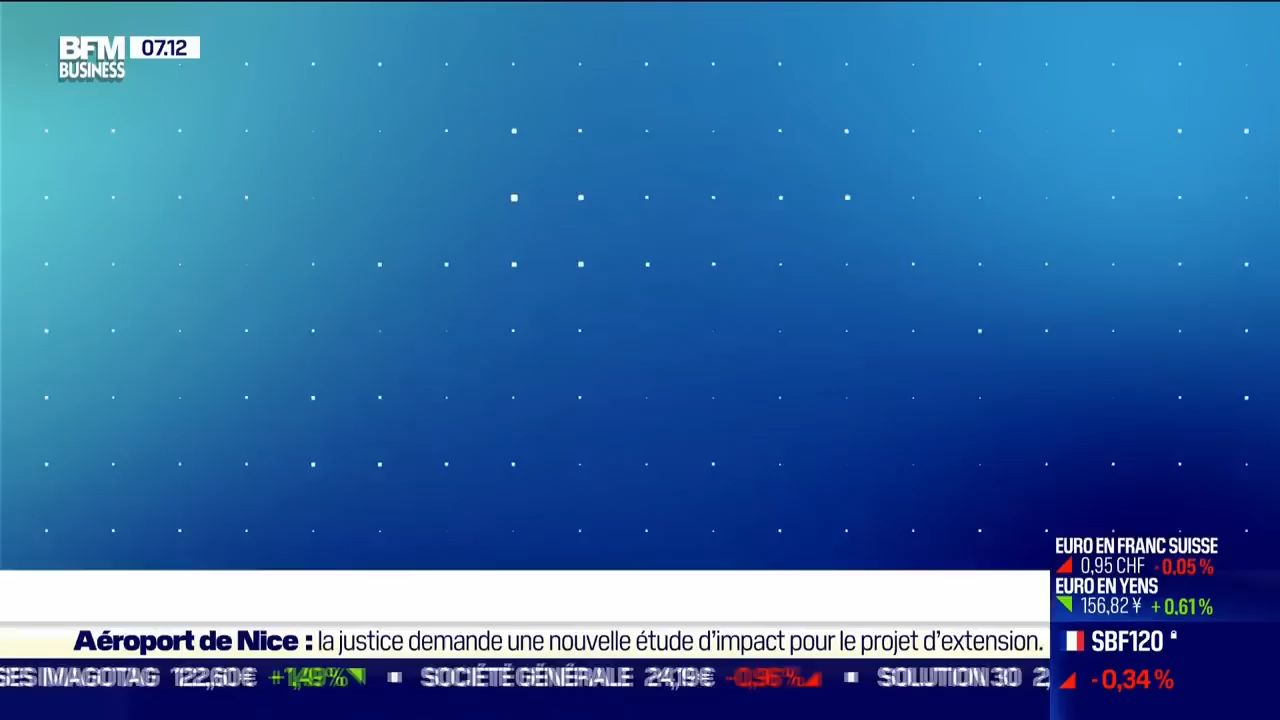 BFM 07.12
BUSINESS
EURO EN FRANC SUISSE
0,95 CHF -0.05 %
EURO EN YENS
156,82 ¥ +0.61 %
Aéroport de Nice : la justice demande une nouvelle étude d'impact pour le projet d'extension.
SBF120
SES IMAGOTAG 122,60€ +1,49% SOCIÉTÉ GÉNÉRALE 24,19€ -0,96% SOLUTION 30 2,
-0,34 %